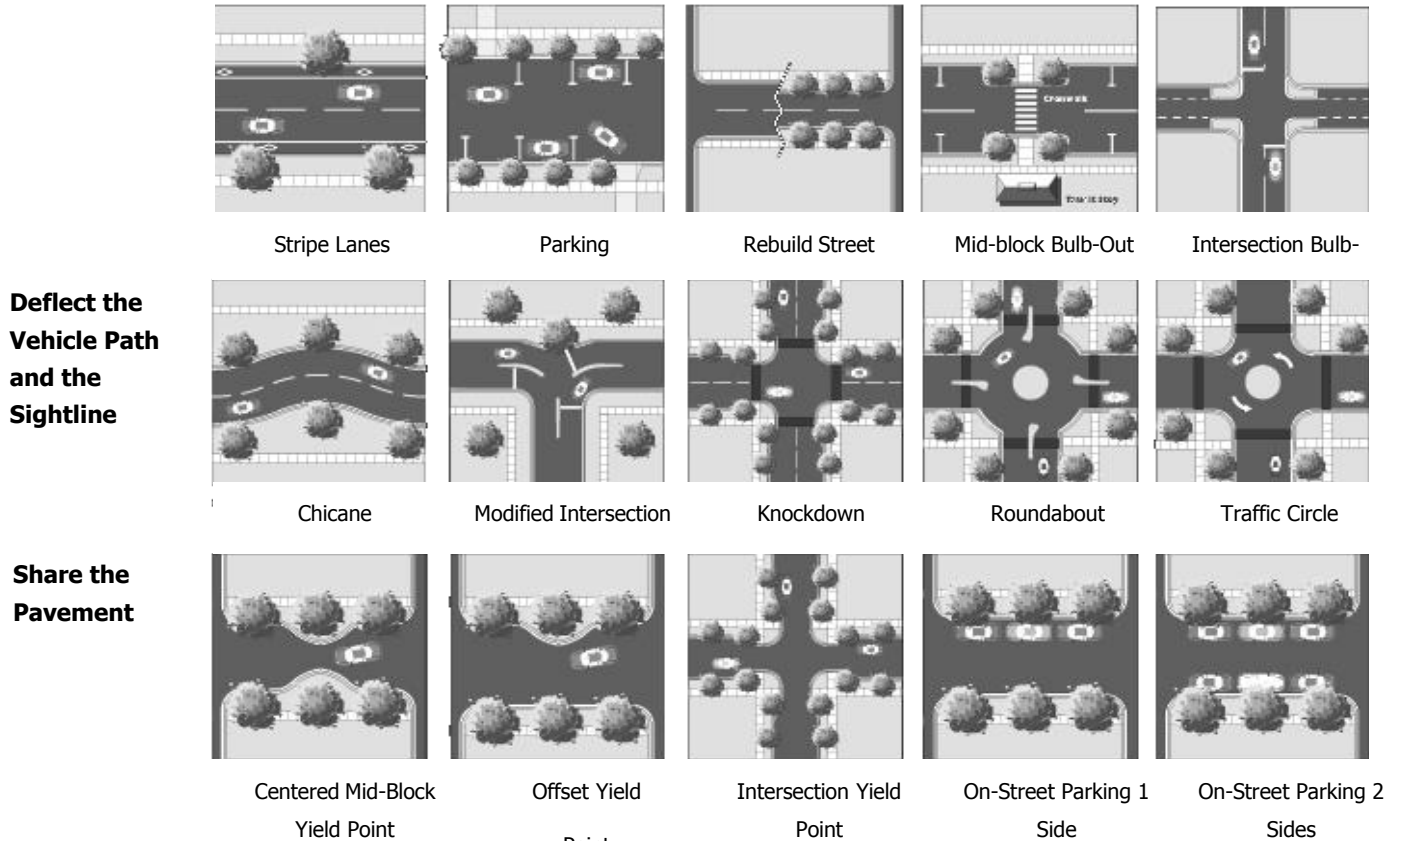 Crosswalk
Stripe Lanes
Parking
Rebuild Street
Mid-block Bulb-Out
Intersection Bulb-
Deflect the
Vehicle Path
and the
Sightline
Chicane
Modified Intersection
Knockdown
Roundabout
Traffic Circle
Share the
Pavement
Centered Mid-Block
Yield Point
Offset Yield
Intersection Yield
Point
On-Street Parking 1
Side
On-Street Parking 2
Sides